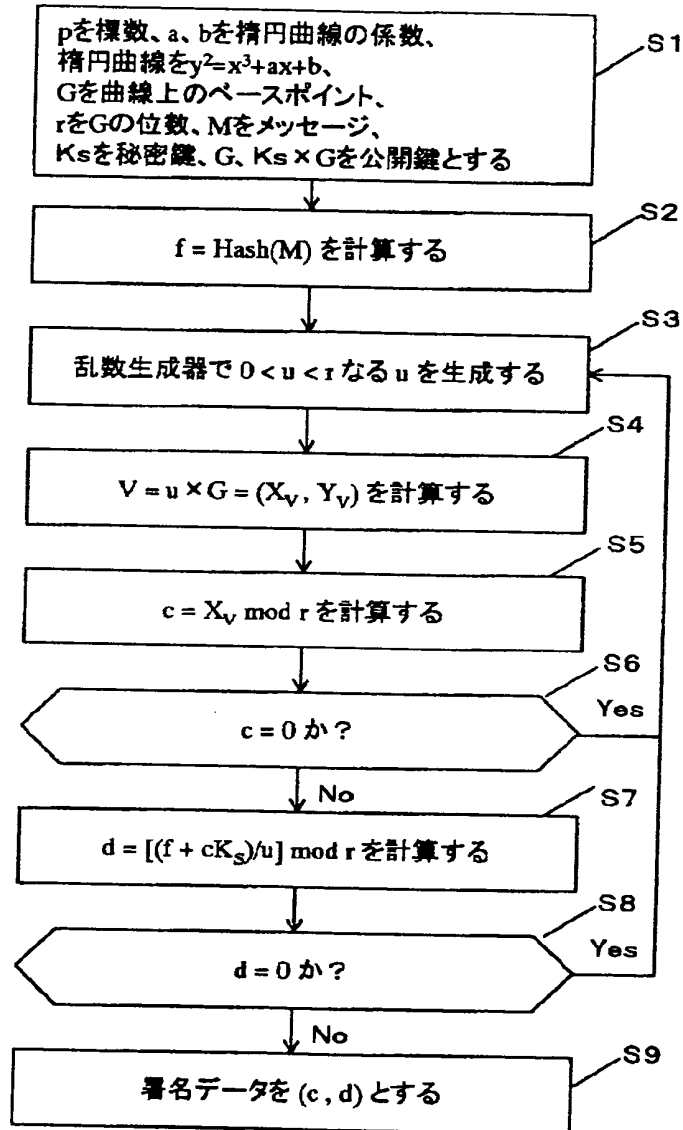 pを標数、a、bを楕円曲線の係数、
楕円曲線をy²=x³+ax+b、
Gを曲線上のベースポイント、
rをGの位数、Mをメッセージ、
Ksを秘密鍵、G、Ks×Gを公開鍵とする
S1
f = Hash(M) を計算する
S2
乱数生成器で 0 < u < r なる u を生成する
S3
V = u × G = (X_V , Y_V) を計算する
S4
c = X_V mod r を計算する
S5
c = 0 か？
S6
Yes
No
d = [(f + cK_S)/u] mod r を計算する
S7
d = 0 か？
S8
Yes
No
署名データを (c , d) とする
S9